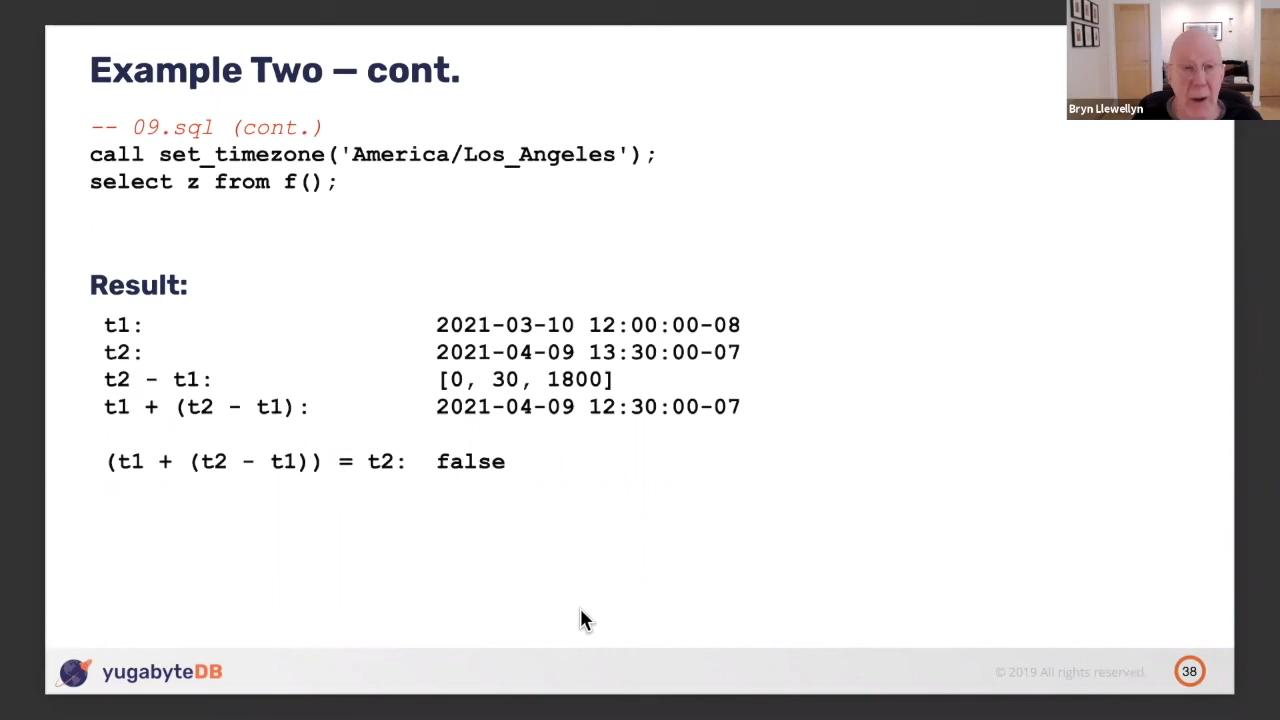 Example Two – cont.
Bryn Llewellyn
-- 09.sql (cont.)
call set_timezone('America/Los_Angeles');
select z from f();
Result:
t1: 2021-03-10 12:00:00-08
t2: 2021-04-09 13:30:00-07
t2 - t1: [0, 30, 1800]
t1 + (t2 - t1): 2021-04-09 12:30:00-07
(t1 + (t2 - t1)) = t2: false
yugabyteDB
© 2019 All rights reserved.
38